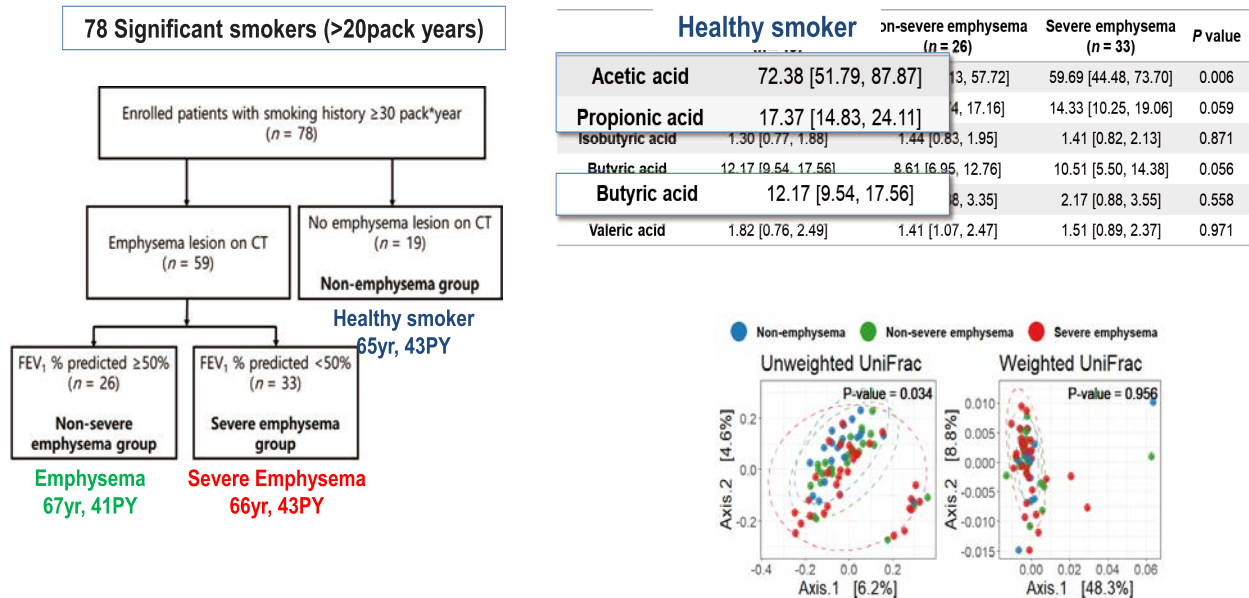 78 Significant smokers (>20pack years)
Enrolled patients with smoking history ≥30 pack*year
(n = 78)
Emphysema lesion on CT
(n = 59)
No emphysema lesion on CT
(n = 19)
Non-emphysema group
Healthy smoker
65yr, 43PY
FEV₁ % predicted ≥50%
(n = 26)
Non-severe
emphysema group
FEV₁ % predicted <50%
(n = 33)
Severe emphysema
group
Emphysema
67yr, 41PY
Severe Emphysema
66yr, 43PY
Healthy smoker
on-severe emphysema
(n = 26)
Severe emphysema
(n = 33)
P value
Acetic acid 72.38 [51.79, 87.87] 13, 57.72] 59.69 [44.48, 73.70] 0.006
Propionic acid 17.37 [14.83, 24.11] 17.16] 14.33 [10.25, 19.06] 0.059
Isobutyric acid 1.30 [0.77, 1.88] 1.44 [0.83, 1.95] 1.41 [0.82, 2.13] 0.871
Butyric acid 12.17 [9.54, 17.56] 8.61 [6.95, 12.76] 10.51 [5.50, 14.38] 0.056
Butyric acid 12.17 [9.54, 17.56] 3.35] 2.17 [0.88, 3.55] 0.558
Valeric acid 1.82 [0.76, 2.49] 1.41 [1.07, 2.47] 1.51 [0.89, 2.37] 0.971
Non-emphysema Non-severe emphysema Severe emphysema
Unweighted UniFrac
P-value = 0.034
Axis.2 [4.6%]
0.2
0.0
-0.2
-0.4 -0.2 0.0 0.2
Axis.1 [6.2%]
Weighted UniFrac
P-value = 0.956
Axis.2 [8.8%]
0.010
0.005
0.000
-0.005
-0.010
-0.015
0.00 0.02 0.04 0.06
Axis.1 [48.3%]